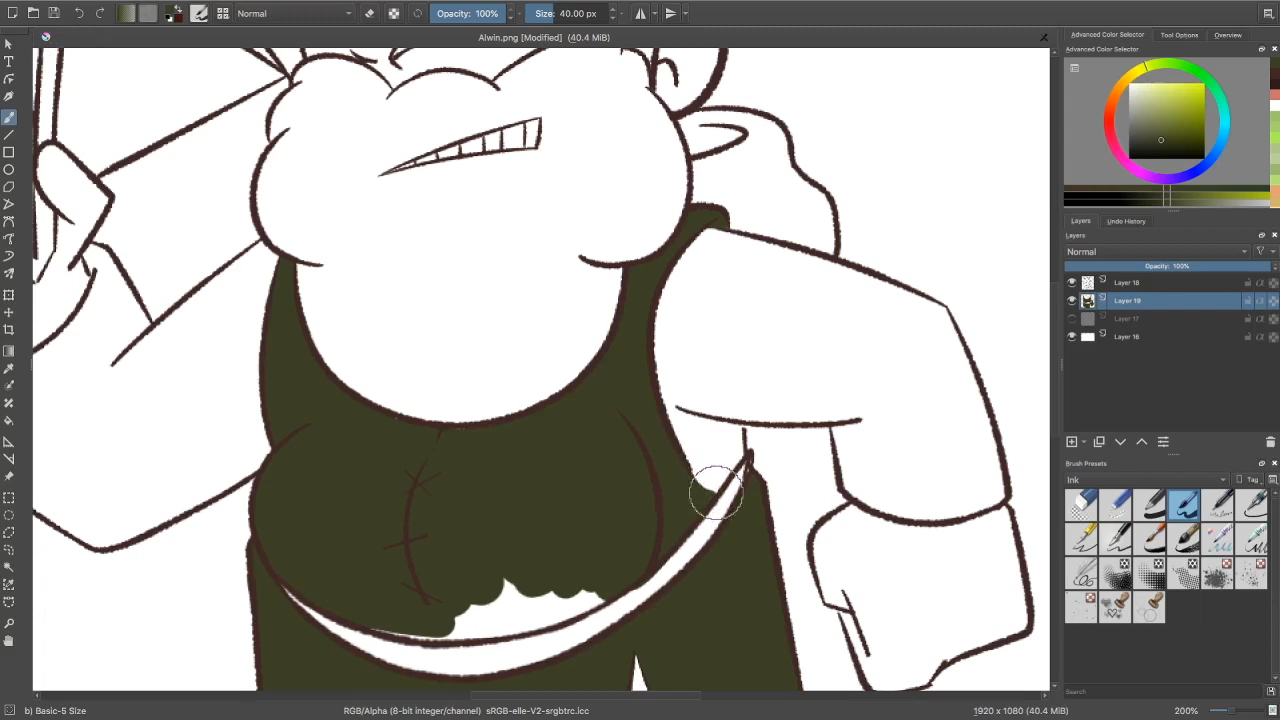 Normal
Opacity: 100%
Size: 40.00 px
Alwin.png [Modified] (40.4 MiB)
Advanced Color Selector
Tool Options
Overview
Advanced Color Selector
Layers
Undo History
Layers
Normal
Opacity: 100%
Layer 18
Layer 19
Layer 17
Layer 16
Brush Presets
Ink
Tag
Search
b) Basic-5 Size
RGB/Alpha (8-bit integer/channel) sRGB-elle-V2-srgbtrc.icc
1920 x 1080 (40.4 MiB)
200%